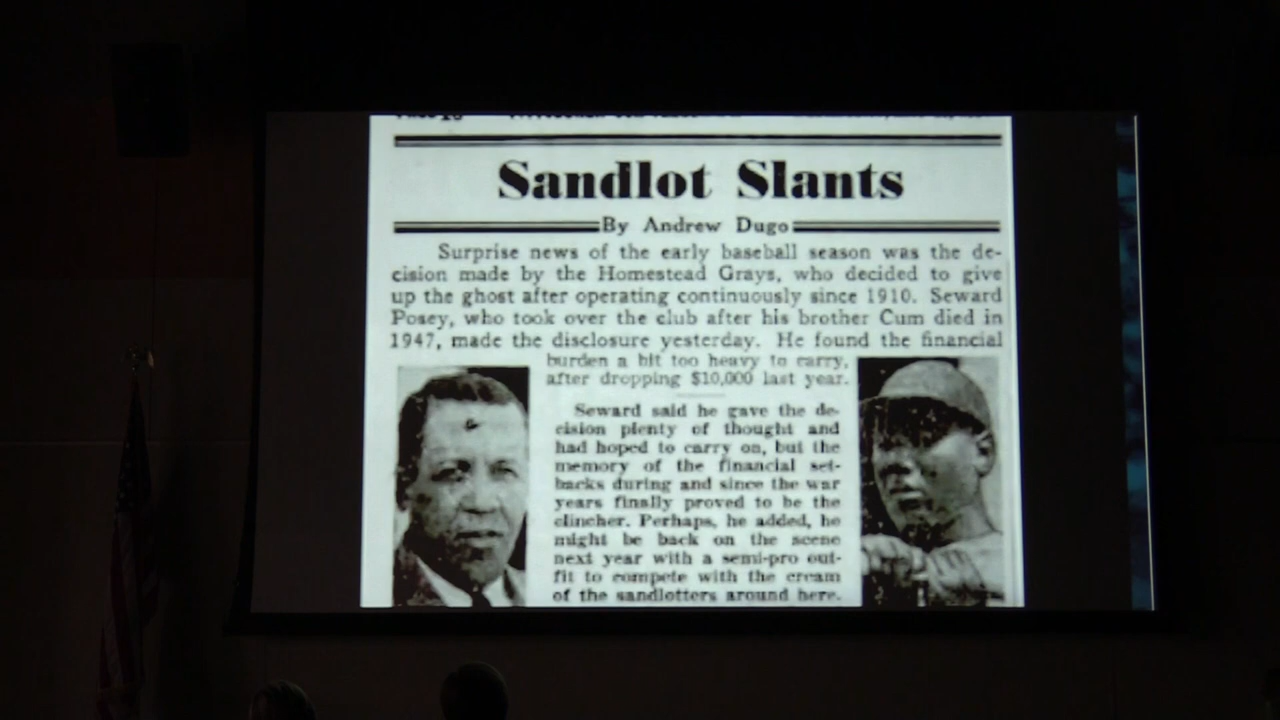 Sandlot Slants
By Andrew Dugo
Surprise news of the early baseball season was the de-
cision made by the Homestead Grays, who decided to give
up the ghost after operating continuously since 1910. Seward
Posey, who took over the club after his brother Cum died in
1947, made the disclosure yesterday. He found the financial
burden a bit too heavy to carry,
after dropping $10,000 last year.
Seward said he gave the de-
cision plenty of thought and
had hoped to carry on, but the
memory of the financial set-
backs during and since the war
years finally proved to be the
clincher. Perhaps, he added, he
might be back on the scene
next year with a semi-pro out-
fit to compete with the cream
of the sandlotters around here.